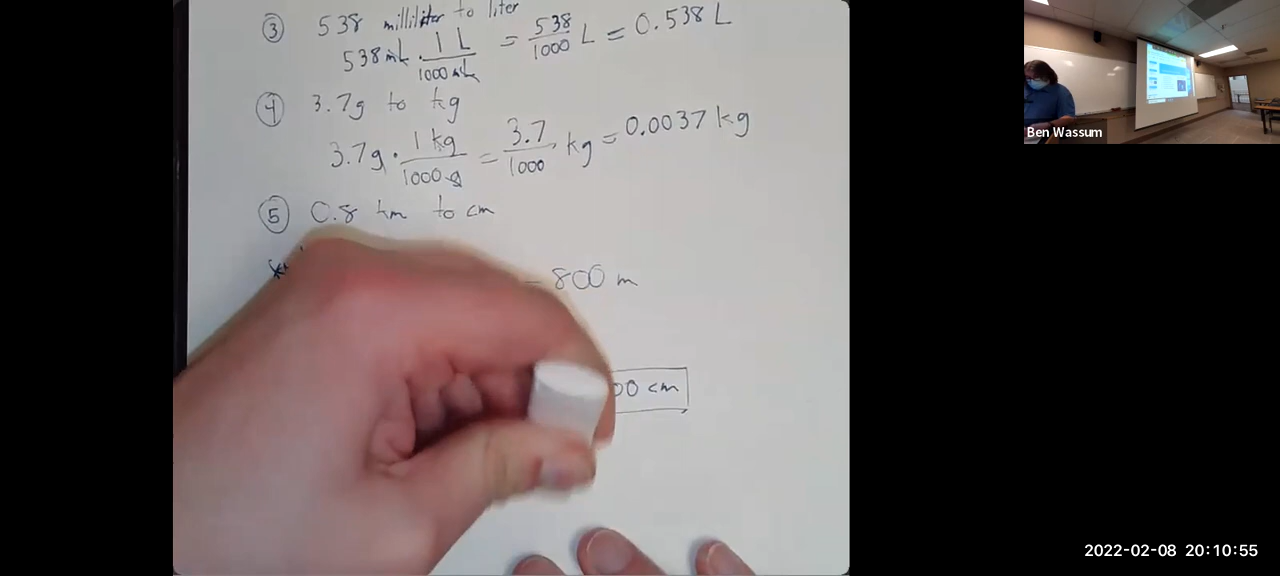 ③ 538 milliliter to liter
538 mL · 1 L / 1000 mL = 538 / 1000 L = 0.538 L
④ 3.7g to kg
3.7g · 1 kg / 1000 g = 3.7 / 1000 · kg = 0.0037 kg
⑤ 0.8 km to cm
800 m
00 cm
Ben Wassum
2022-02-08 20:10:55